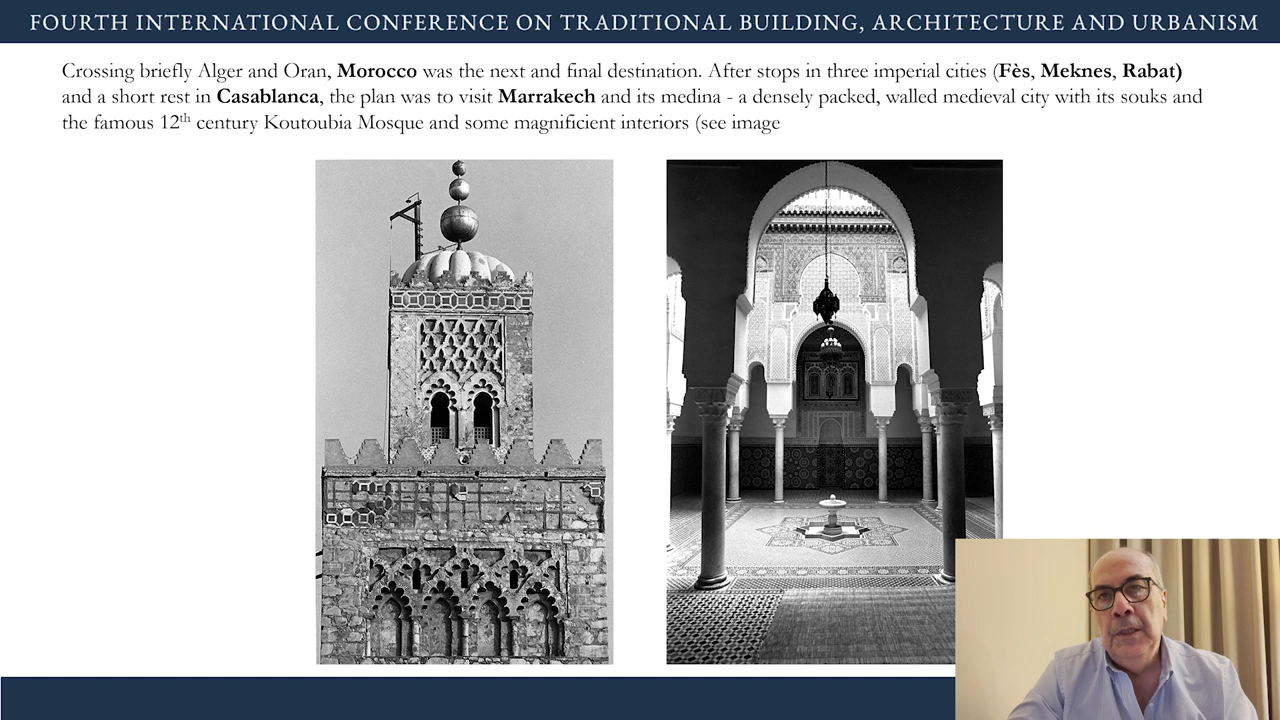 FOURTH INTERNATIONAL CONFERENCE ON TRADITIONAL BUILDING, ARCHITECTURE AND URBANISM
Crossing briefly Alger and Oran, Morocco was the next and final destination. After stops in three imperial cities (Fès, Meknes, Rabat)
and a short rest in Casablanca, the plan was to visit Marrakech and its medina - a densely packed, walled medieval city with its souks and
the famous 12th century Koutoubia Mosque and some magnificient interiors (see image